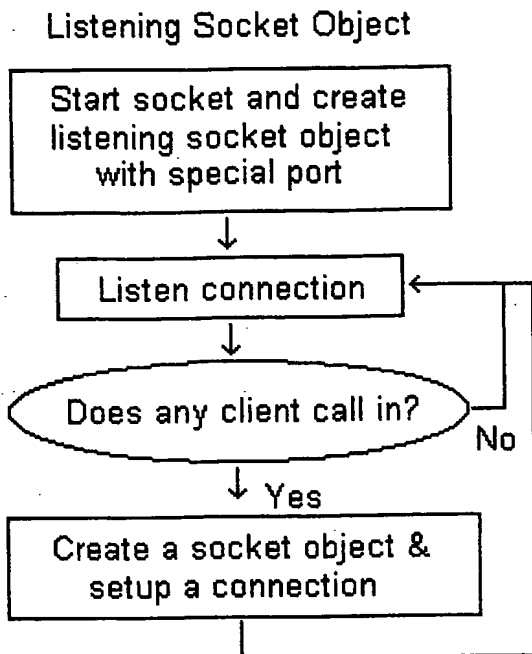 Listening Socket Object
Start socket and create
listening socket object
with special port
Listen connection
Does any client call in?
No
Yes
Create a socket object &
setup a connection